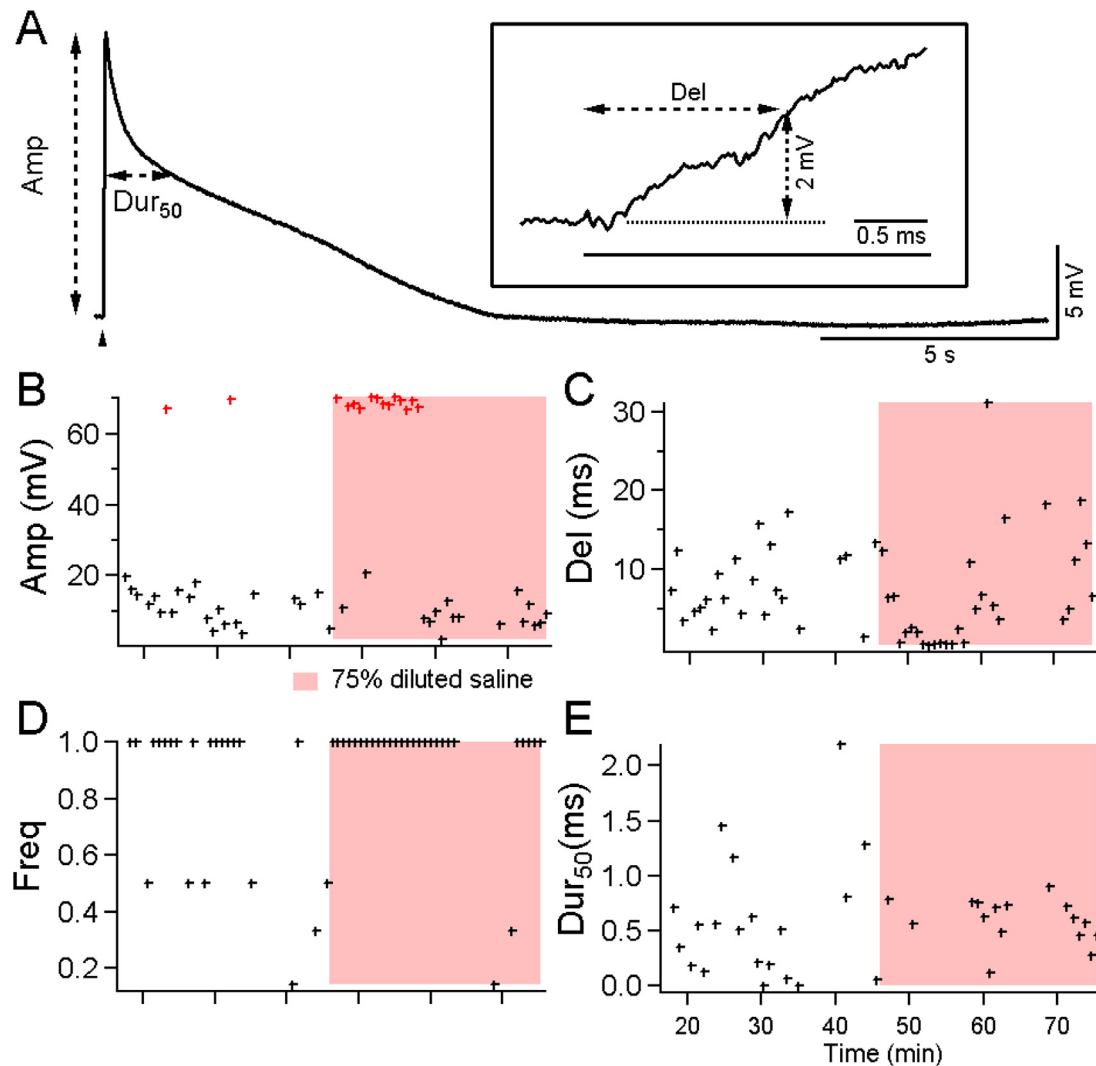 A
Amp
Dur50
Del
2 mV
0.5 ms
5 mV
5 s
B
Amp (mV)
60
40
20
C
Del (ms)
30
20
10
75% diluted saline
D
Freq
1.0
0.8
0.6
0.4
0.2
E
Dur50(ms)
2.0
1.5
1.0
0.5
0.0
20 30 40 50 60 70
Time (min)